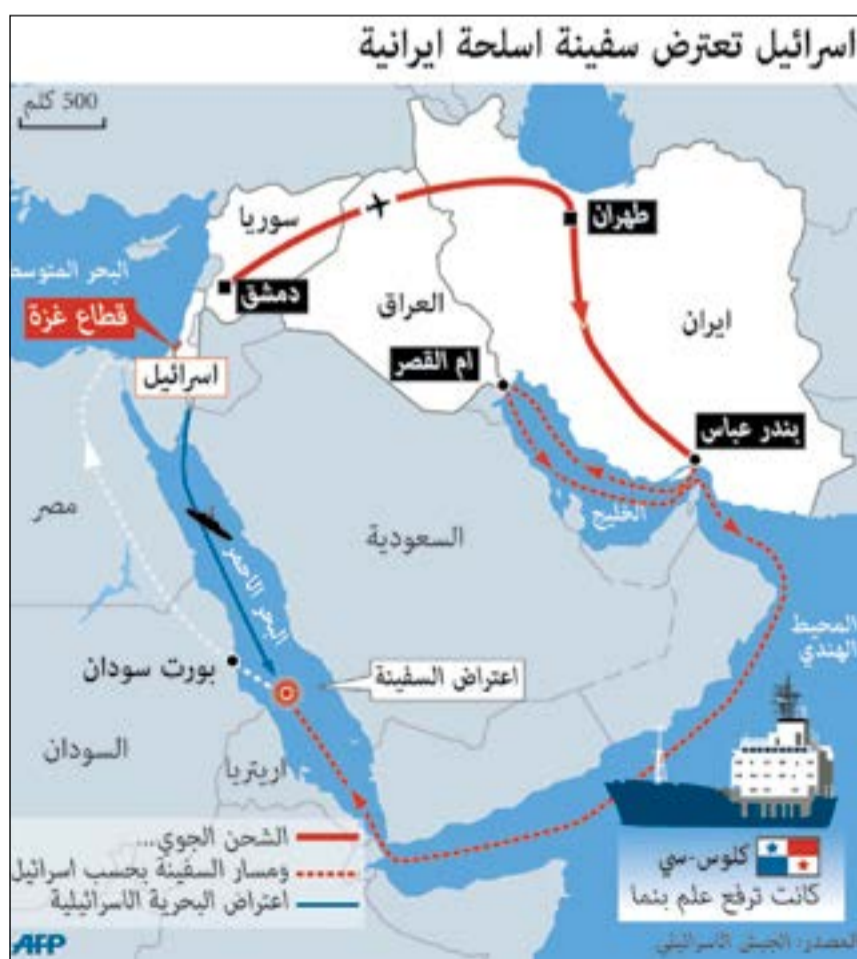 اسرائيل تعترض سفينة اسلحة ايرانية
500 كلم
سوريا
طهران
البحر المتوسط
دمشق
قطاع غزة
العراق
ايران
اسرائيل
ام القصر
بندر عباس
مصر
الخليج
السعودية
البحر الاحمر
المحيط
الهندي
بورت سودان
اعتراض السفينة
السودان
اريتريا
الشحن الجوي...
ومسار السفينة بحسب اسرائيل
اعتراض البحرية الاسرائيلية
كلوس-سي
كانت ترفع علم بنما
AFP
المصدر: الجيش الاسرائيلي